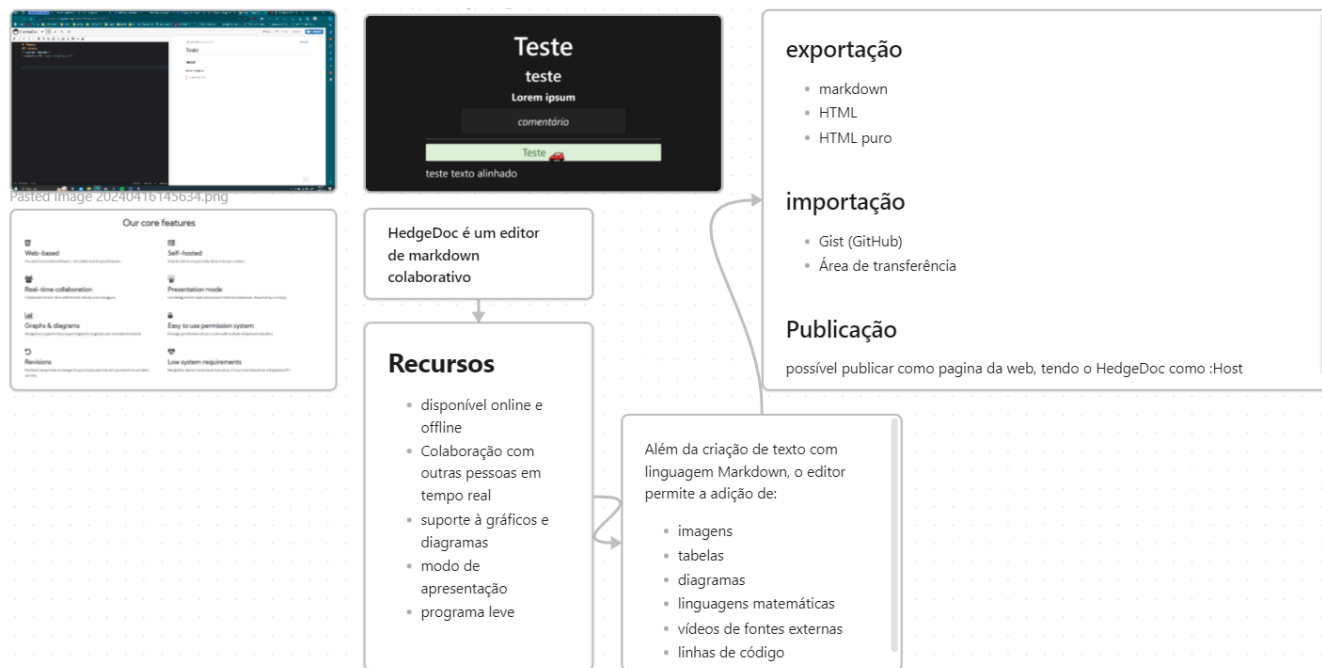 Teste
teste
Pasted Image 20240416145634.png
Our core features
Web-based
Self-hosted
Real-time collaboration
Presentation mode
Graphs & diagrams
Easy to use permission system
Revisions
Low system requirements
Teste
teste
Lorem ipsum
comentário
Teste
teste texto alinhado
HedgeDoc é um editor
de markdown
colaborativo
Recursos
disponível online e
offline
Colaboração com
outras pessoas em
tempo real
suporte à gráficos e
diagramas
modo de
apresentação
programa leve
Além da criação de texto com
linguagem Markdown, o editor
permite a adição de:
imagens
tabelas
diagramas
linguagens matemáticas
vídeos de fontes externas
linhas de código
exportação
markdown
HTML
HTML puro
importação
Gist (GitHub)
Área de transferência
Publicação
possível publicar como pagina da web, tendo o HedgeDoc como :Host